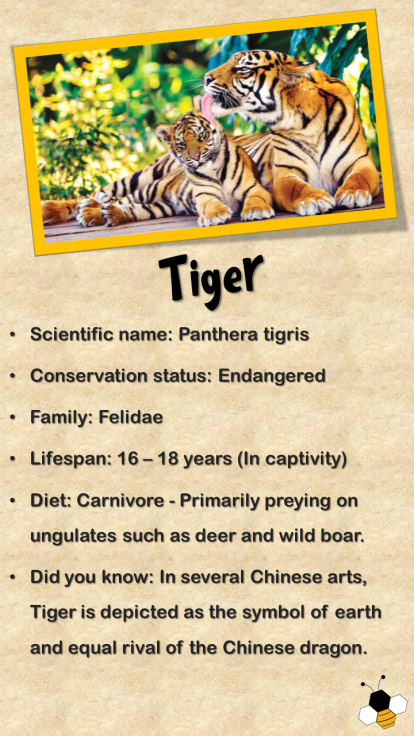 Tiger
• Scientific name: Panthera tigris
• Conservation status: Endangered
• Family: Felidae
• Lifespan: 16 – 18 years (In captivity)
• Diet: Carnivore - Primarily preying on
ungulates such as deer and wild boar.
• Did you know: In several Chinese arts,
Tiger is depicted as the symbol of earth
and equal rival of the Chinese dragon.